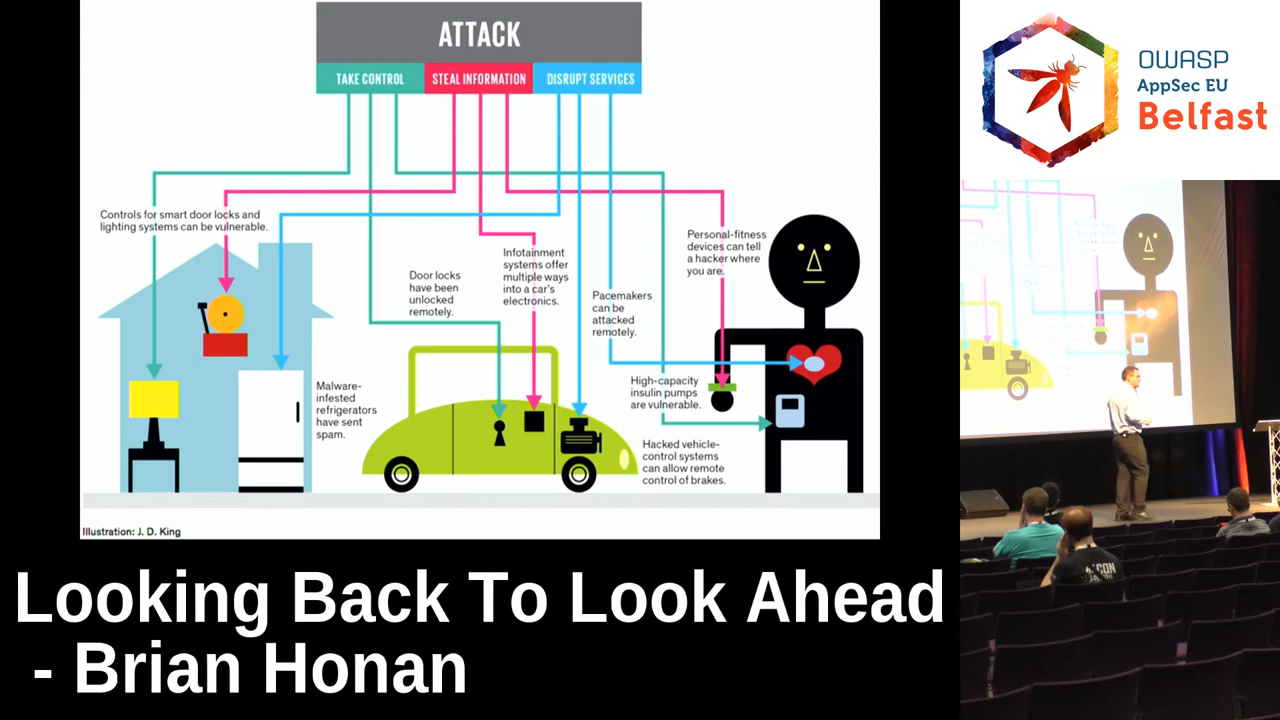 ATTACK
TAKE CONTROL
STEAL INFORMATION
DISRUPT SERVICES
Controls for smart door locks and
lighting systems can be vulnerable.
Malware-
infested
refrigerators
have sent
spam.
Door locks
have been
unlocked
remotely.
Infotainment
systems offer
multiple ways
into a car's
electronics.
Pacemakers
can be
attacked
remotely.
Personal-fitness
devices can tell
a hacker where
you are.
High-capacity
insulin pumps
are vulnerable.
Hacked vehicle-
control systems
can allow remote
control of brakes.
Illustration: J. D. King
Looking Back To Look Ahead
- Brian Honan
OWASP
AppSec EU
Belfast